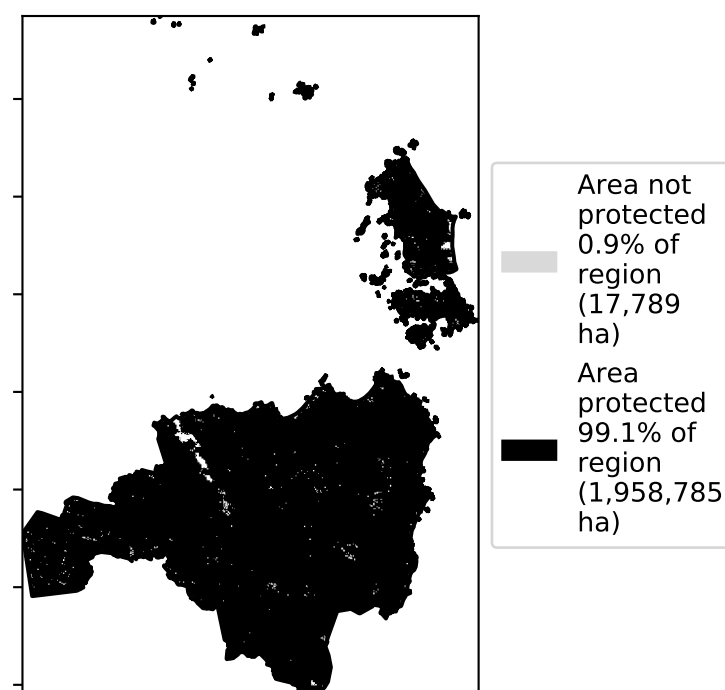 Area not
protected
0.9% of
region
(17,789
ha)
Area
protected
99.1% of
region
(1,958,785
ha)